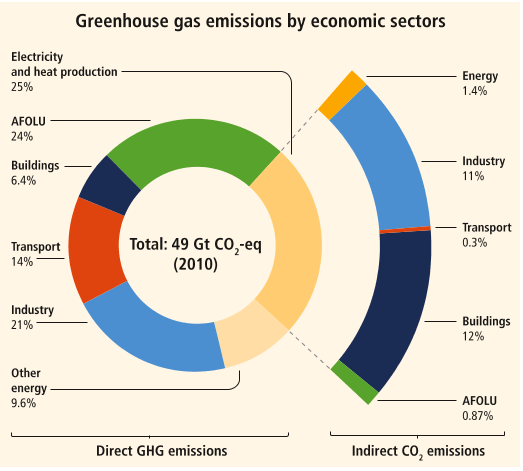 Greenhouse gas emissions by economic sectors
Electricity
and heat production
25%
AFOLU
24%
Buildings
6.4%
Transport
14%
Industry
21%
Other
energy
9.6%
Total: 49 Gt CO₂-eq
(2010)
Energy
1.4%
Industry
11%
Transport
0.3%
Buildings
12%
AFOLU
0.87%
Direct GHG emissions
Indirect CO₂ emissions